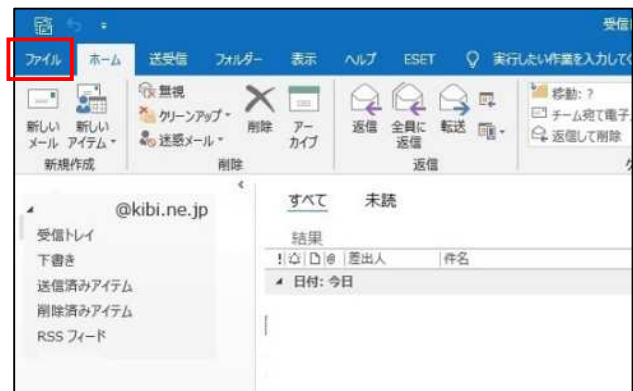 受信
ファイル ホーム 送受信 フォルダー 表示 ヘルプ ESET 実行したい作業を入力してく
新しい メール 新しい アイテム 無視 クリーンアップ 迷惑メール 削除 アー カイブ 返信 全員に 返信 転送 移動: ? チーム宛て電子 返信して削除
新規作成 削除 返信
@kibi.ne.jp
受信トレイ
下書き
送信済みアイテム
削除済みアイテム
RSS フィード
すべて 未読
結果
! 差出人 件名
日付: 今日